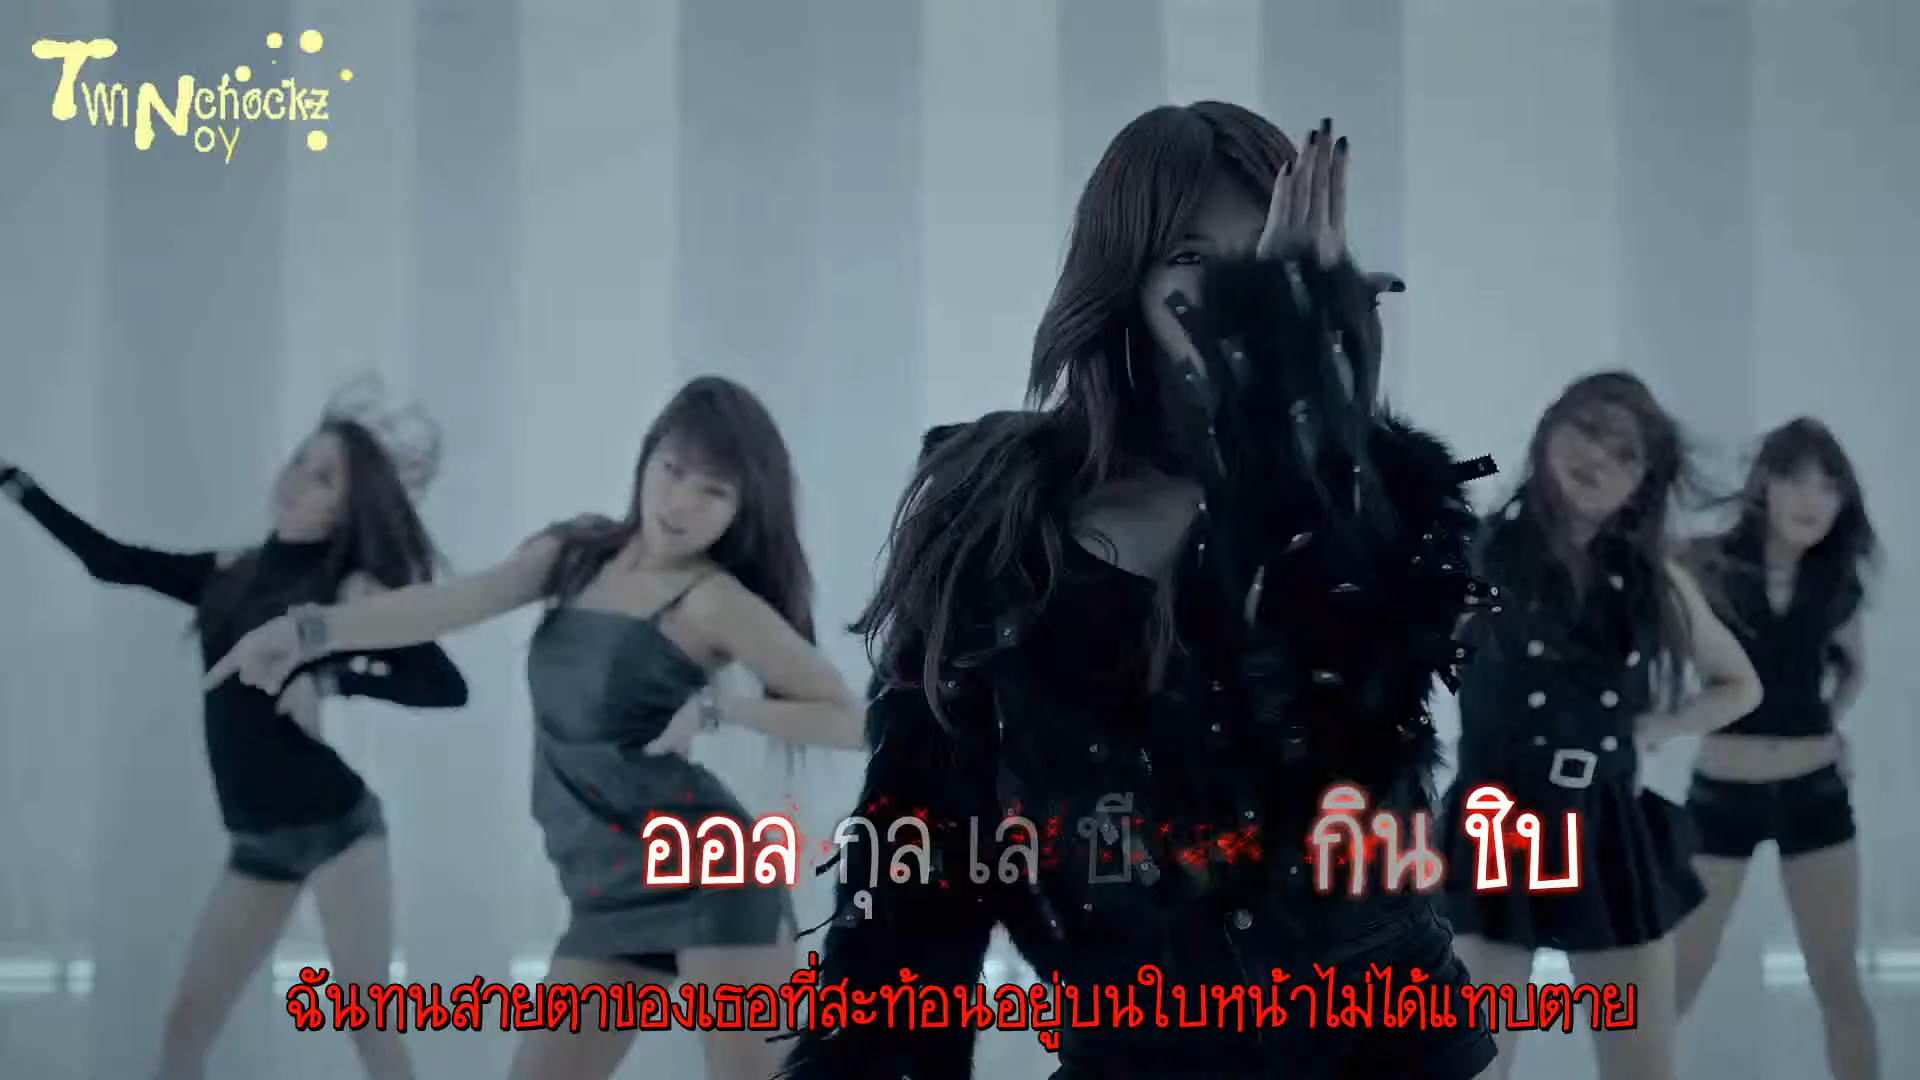 TwiNchockz
Noy
ออล กุล เล่ บี กิน ชิบ
ฉันทนสายตาของเธอที่สะท้อนอยู่บนใบหน้าไม่ได้แทบตาย